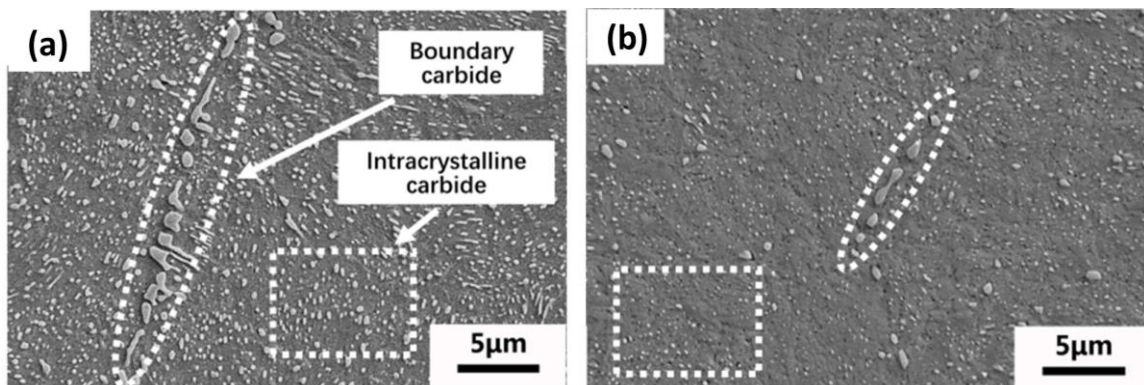 (a)
Boundary
carbide
Intracrystalline
carbide
5μm
(b)
5μm